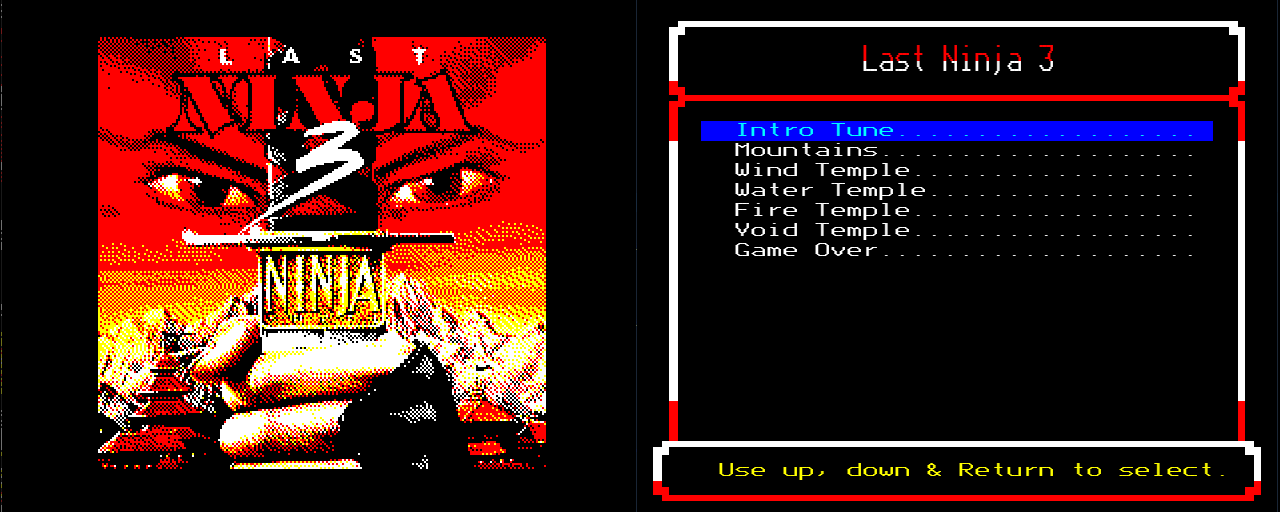 LAST
NINJA
3
NINJA
Last Ninja 3
Intro Tune...................
Mountains....................
Wind Temple..................
Water Temple.................
Fire Temple..................
Void Temple..................
Game Over....................
Use up, down & Return to select.